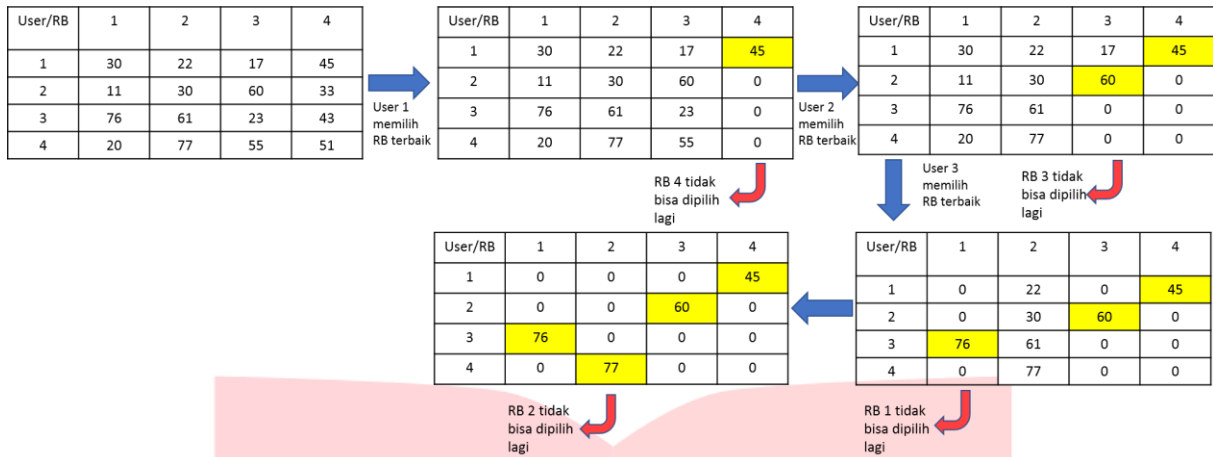 User/RB 1 2 3 4
1 30 22 17 45
2 11 30 60 33
3 76 61 23 43
4 20 77 55 51
User 1
memilih
RB terbaik
User/RB 1 2 3 4
1 30 22 17 45
2 11 30 60 0
3 76 61 23 0
4 20 77 55 0
RB 4 tidak
bisa dipilih
lagi
User 2
memilih
RB terbaik
User/RB 1 2 3 4
1 30 22 17 45
2 11 30 60 0
3 76 61 0 0
4 20 77 0 0
RB 3 tidak
bisa dipilih
lagi
User 3
memilih
RB terbaik
User/RB 1 2 3 4
1 0 22 0 45
2 0 30 60 0
3 76 61 0 0
4 0 77 0 0
RB 1 tidak
bisa dipilih
lagi
User/RB 1 2 3 4
1 0 0 0 45
2 0 0 60 0
3 76 0 0 0
4 0 77 0 0
RB 2 tidak
bisa dipilih
lagi